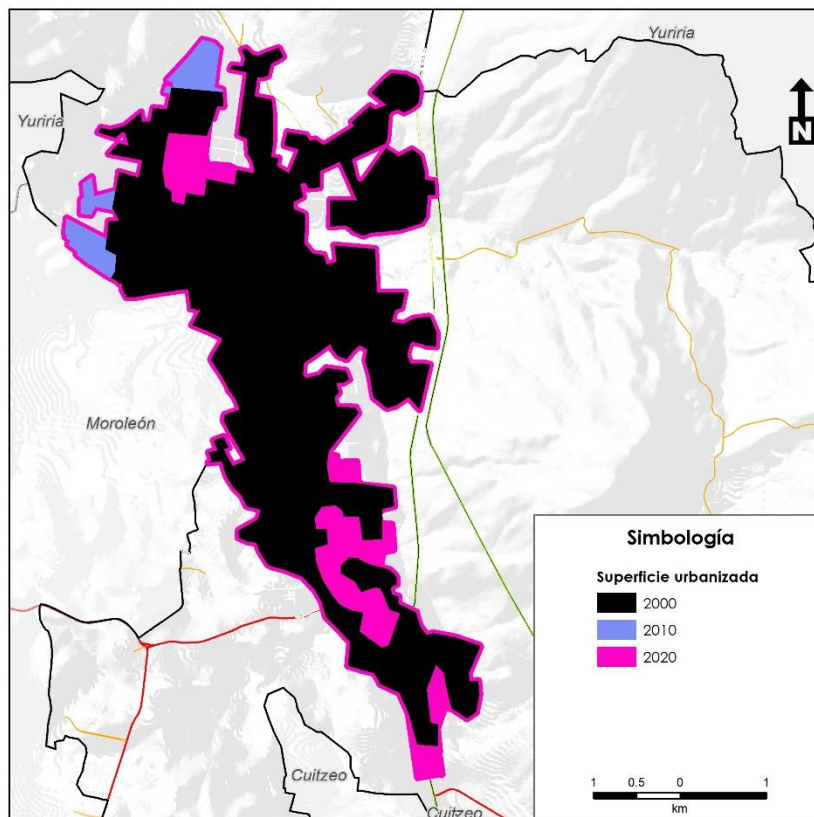 Yuriria
Yuriria
N
Moroleón
Cuitzeo
Cuitzeo
Simbología
Superficie urbanizada
2000
2010
2020
1 0.5 0 1
km